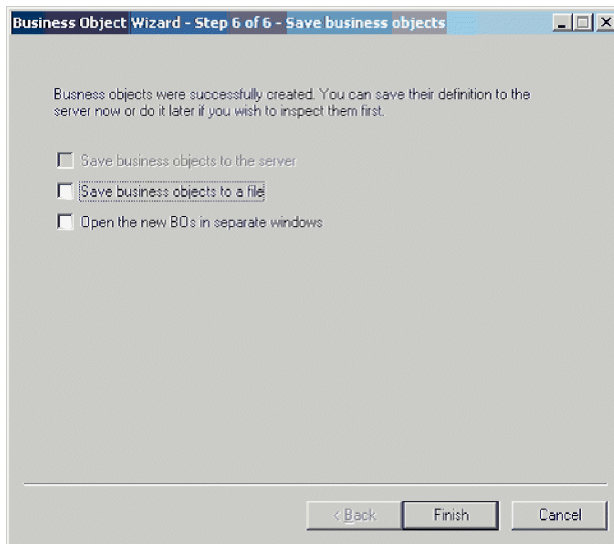 Business Object Wizard - Step 6 of 6 - Save business objects
Busness objects were successfully created. You can save their definition to the
server now or do it later if you wish to inspect them first.
Save business objects to the server
Save business objects to a file
Open the new BOs in separate windows
< Back
Finish
Cancel